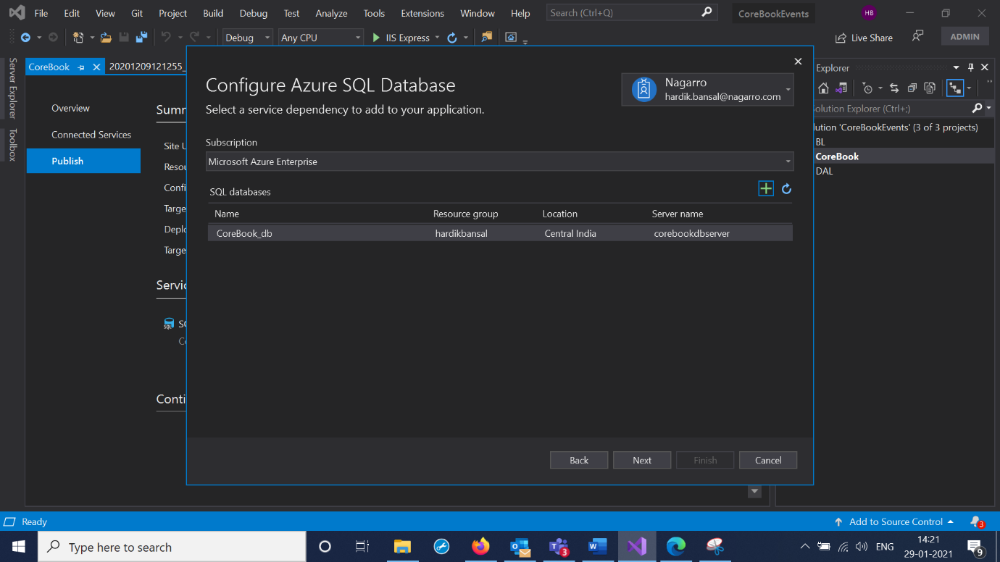 File Edit View Git Project Build Debug Test Analyze Tools Extensions Window Help Search (Ctrl+Q) CoreBookEvents HB
Debug Any CPU IIS Express Live Share ADMIN
Server Explorer
Toolbox
CoreBook 20201209121255_
Overview
Connected Services
Publish
Summ
Site U
Resou
Confi
Targe
Deplo
Targe
Servic
SQL
Conti
Configure Azure SQL Database
Select a service dependency to add to your application.
Nagarro
hardik.bansal@nagarro.com
Subscription
Microsoft Azure Enterprise
SQL databases
Name Resource group Location Server name
CoreBook_db hardikbansal Central India corebookdbserver
Back Next Finish Cancel
Explorer
olution Explorer (Ctrl+;)
lution 'CoreBookEvents' (3 of 3 projects)
BL
CoreBook
DAL
Ready Add to Source Control 3
Type here to search 3 ENG 14:21
29-01-2021 9